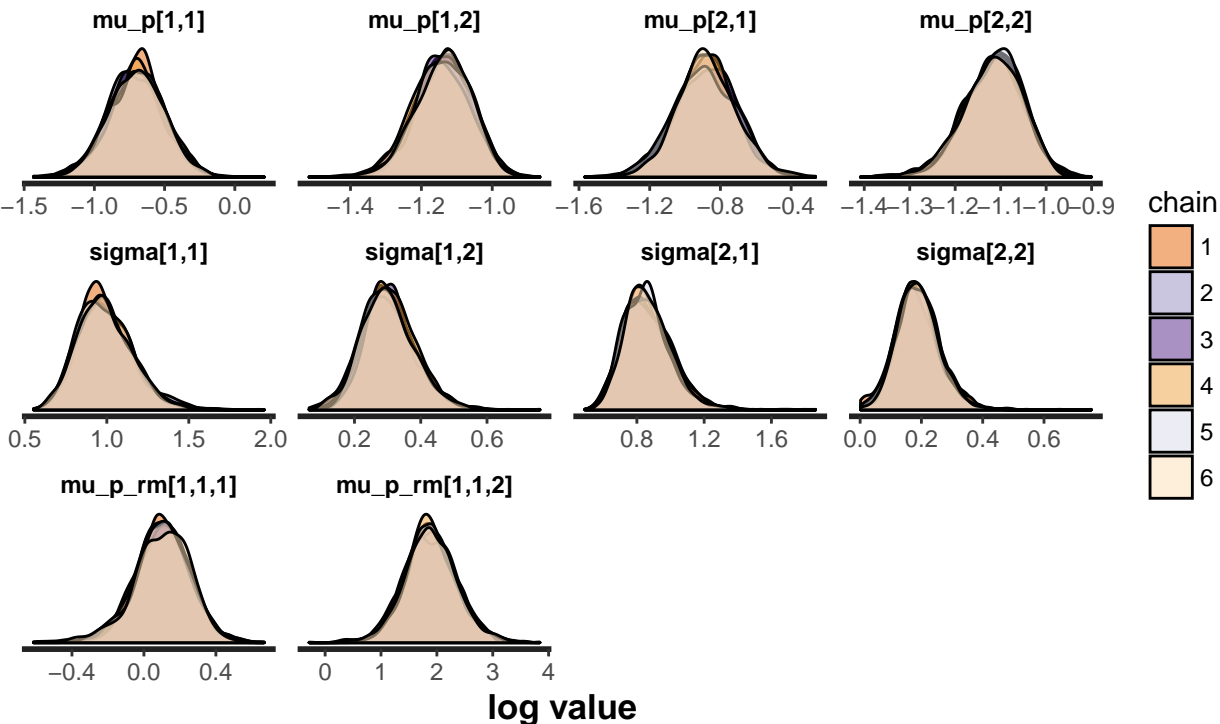 mu_p[1,1] mu_p[1,2] mu_p[2,1] mu_p[2,2]
−1.5 −1.0 −0.5 0.0 −1.4 −1.2 −1.0 −1.6 −1.2 −0.8 −0.4 −1.4 −1.3 −1.2 −1.1 −1.0 −0.9
sigma[1,1] sigma[1,2] sigma[2,1] sigma[2,2]
0.5 1.0 1.5 2.0 0.2 0.4 0.6 0.8 1.2 1.6 0.0 0.2 0.4 0.6
mu_p_rm[1,1,1] mu_p_rm[1,1,2]
−0.4 0.0 0.4 0 1 2 3 4
log value
chain
1
2
3
4
5
6